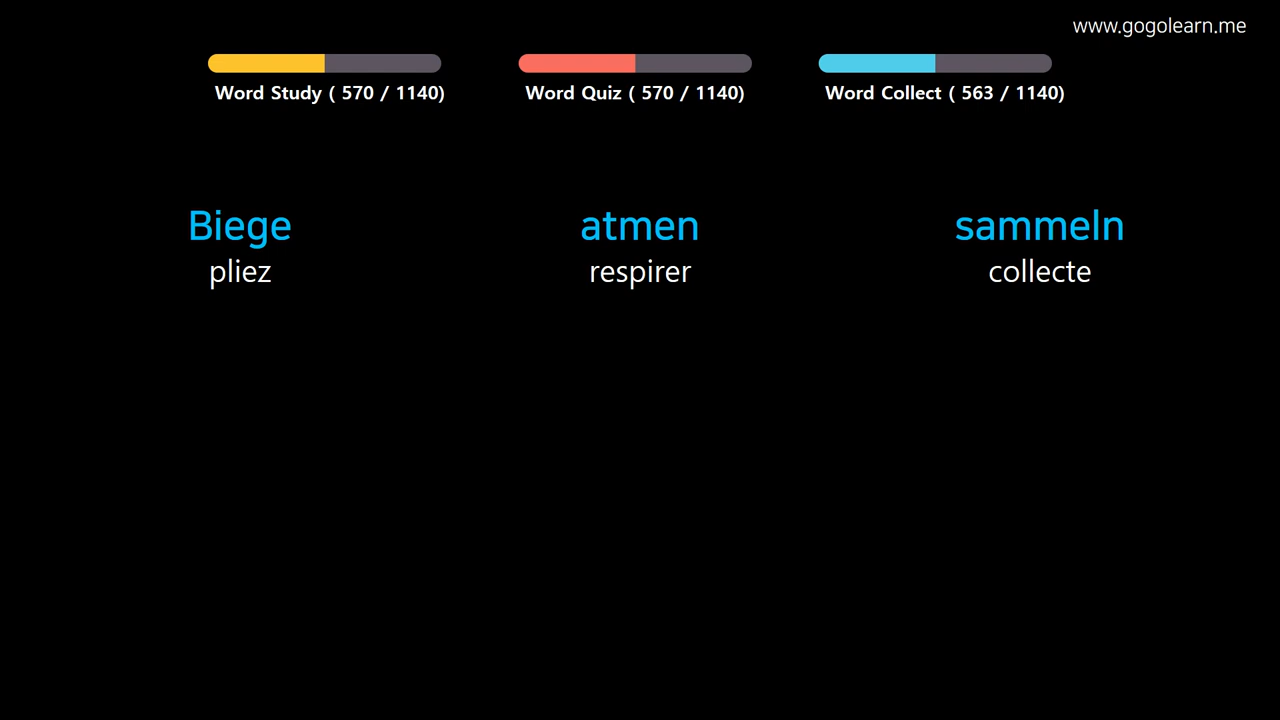 www.gogolearn.me
Word Study ( 570 / 1140)
Word Quiz ( 570 / 1140)
Word Collect ( 563 / 1140)
Biege
pliez
atmen
respirer
sammeln
collecte